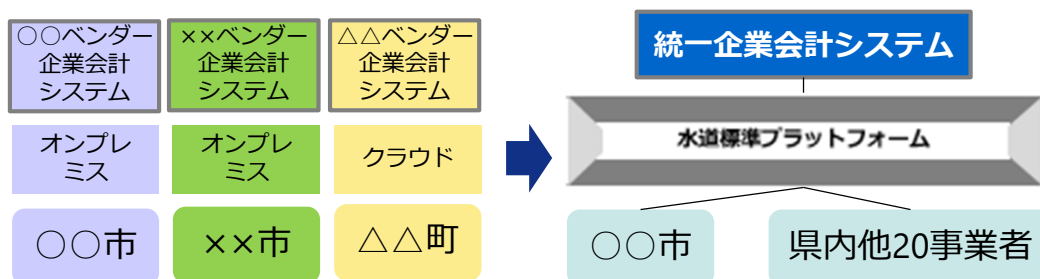 ○○ベンダー
企業会計
システム
××ベンダー
企業会計
システム
△△ベンダー
企業会計
システム
オンプレ
ミス
オンプレ
ミス
クラウド
○○市
××市
△△町
統一企業会計システム
水道標準プラットフォーム
○○市
県内他20事業者